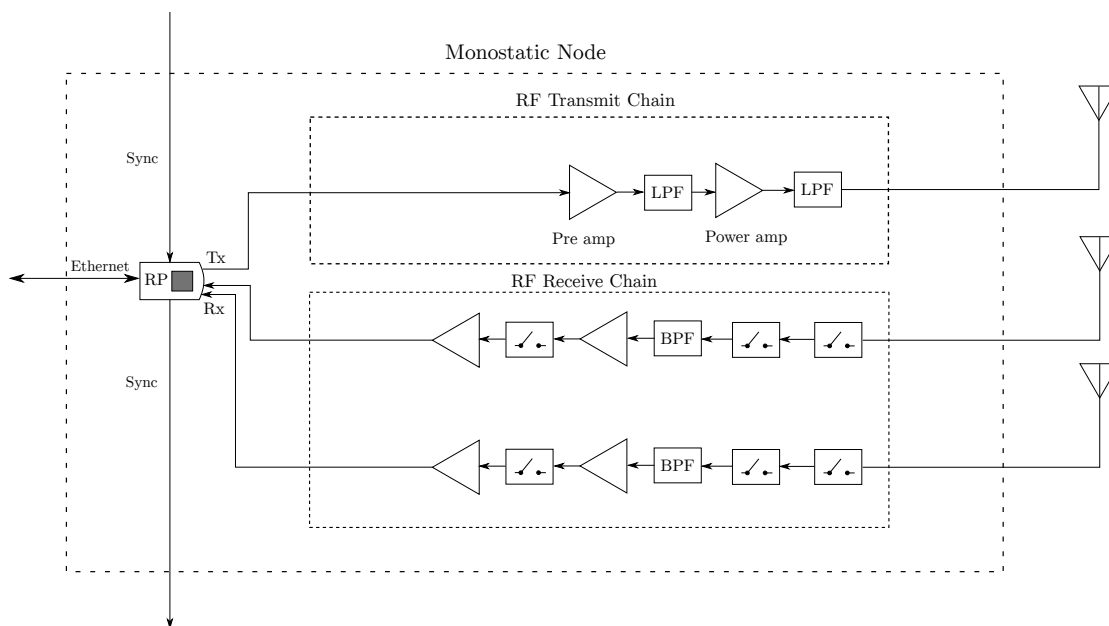 Monostatic Node
RF Transmit Chain
Sync
LPF
LPF
Pre amp
Power amp
Tx
Ethernet
RP
RF Receive Chain
Rx
BPF
Sync
BPF